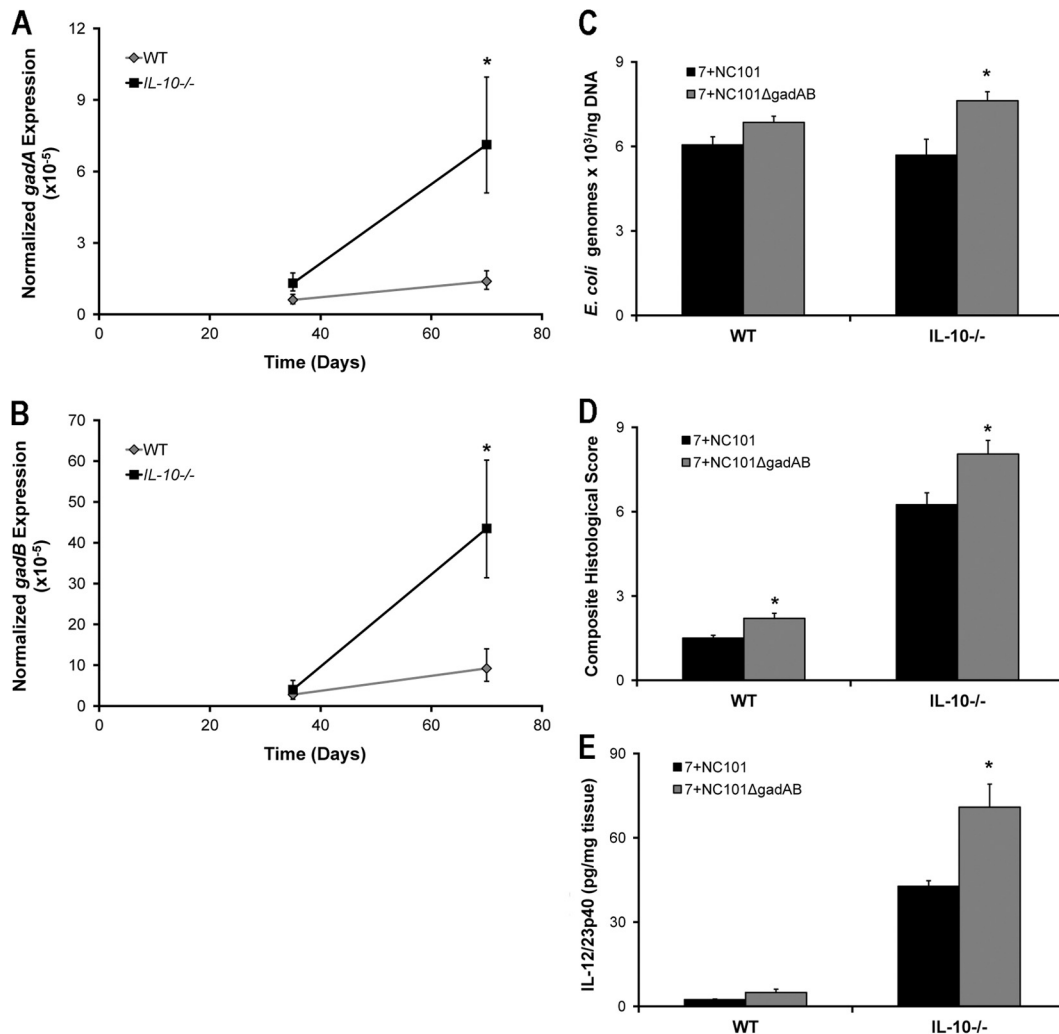 A
Normalized gadA Expression
(x10-5)
12
9
6
3
0
WT
IL-10-/-
*
0 20 40 60 80
Time (Days)
B
Normalized gadB Expression
(x10-5)
70
60
50
40
30
20
10
0
WT
IL-10-/-
*
0 20 40 60 80
Time (Days)
C
E. coli genomes x 10³/ng DNA
9
6
3
0
7+NC101
7+NC101ΔgadAB
*
WT IL-10-/-
D
Composite Histological Score
9
6
3
0
7+NC101
7+NC101ΔgadAB
*
*
WT IL-10-/-
E
IL-12/23p40 (pg/mg tissue)
90
60
30
0
7+NC101
7+NC101ΔgadAB
*
WT IL-10-/-